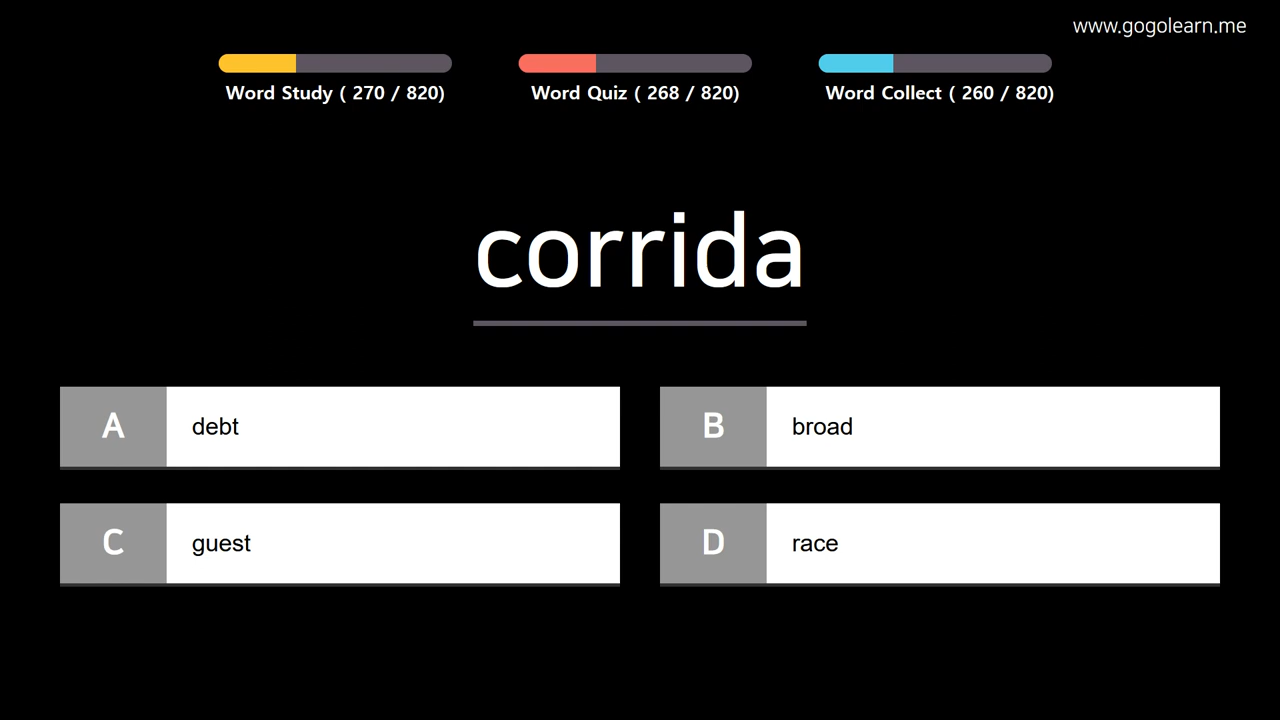 www.gogolearn.me
Word Study ( 270 / 820)
Word Quiz ( 268 / 820)
Word Collect ( 260 / 820)
corrida
A debt
B broad
C guest
D race